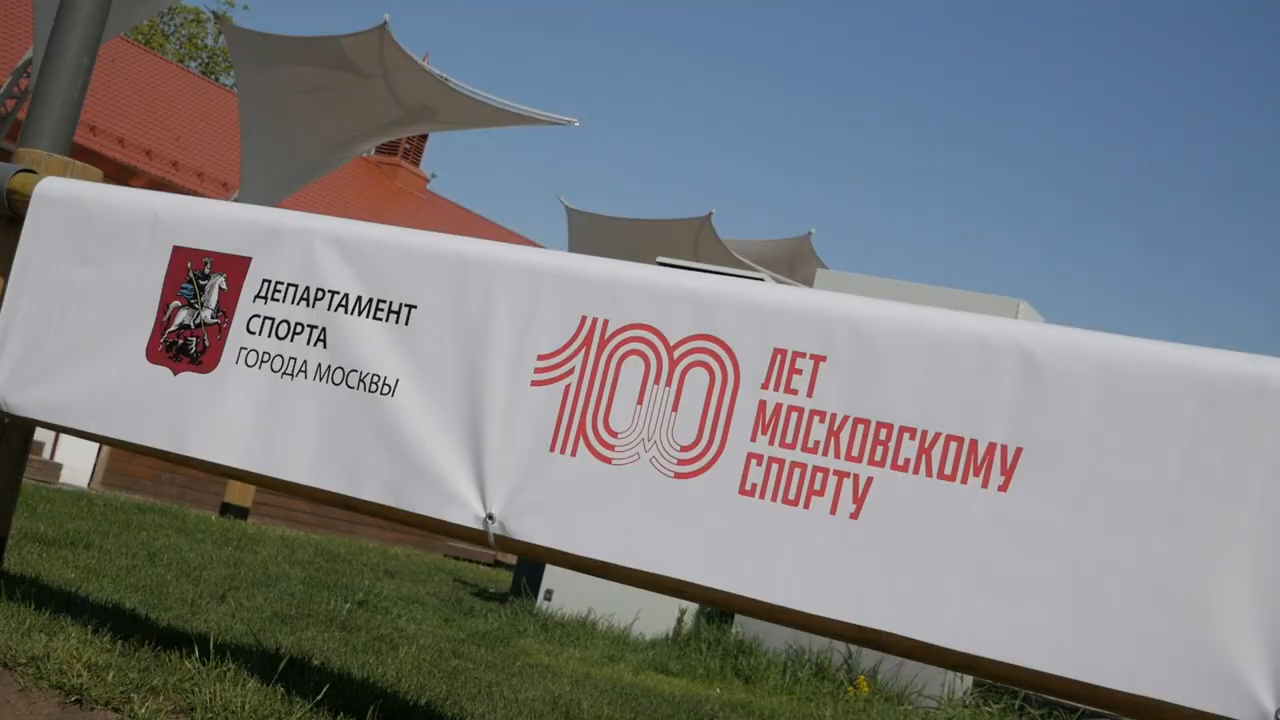 ДЕПАРТАМЕНТ
СПОРТА
ГОРОДА МОСКВЫ
100
ЛЕТ
МОСКОВСКОМУ
СПОРТУ